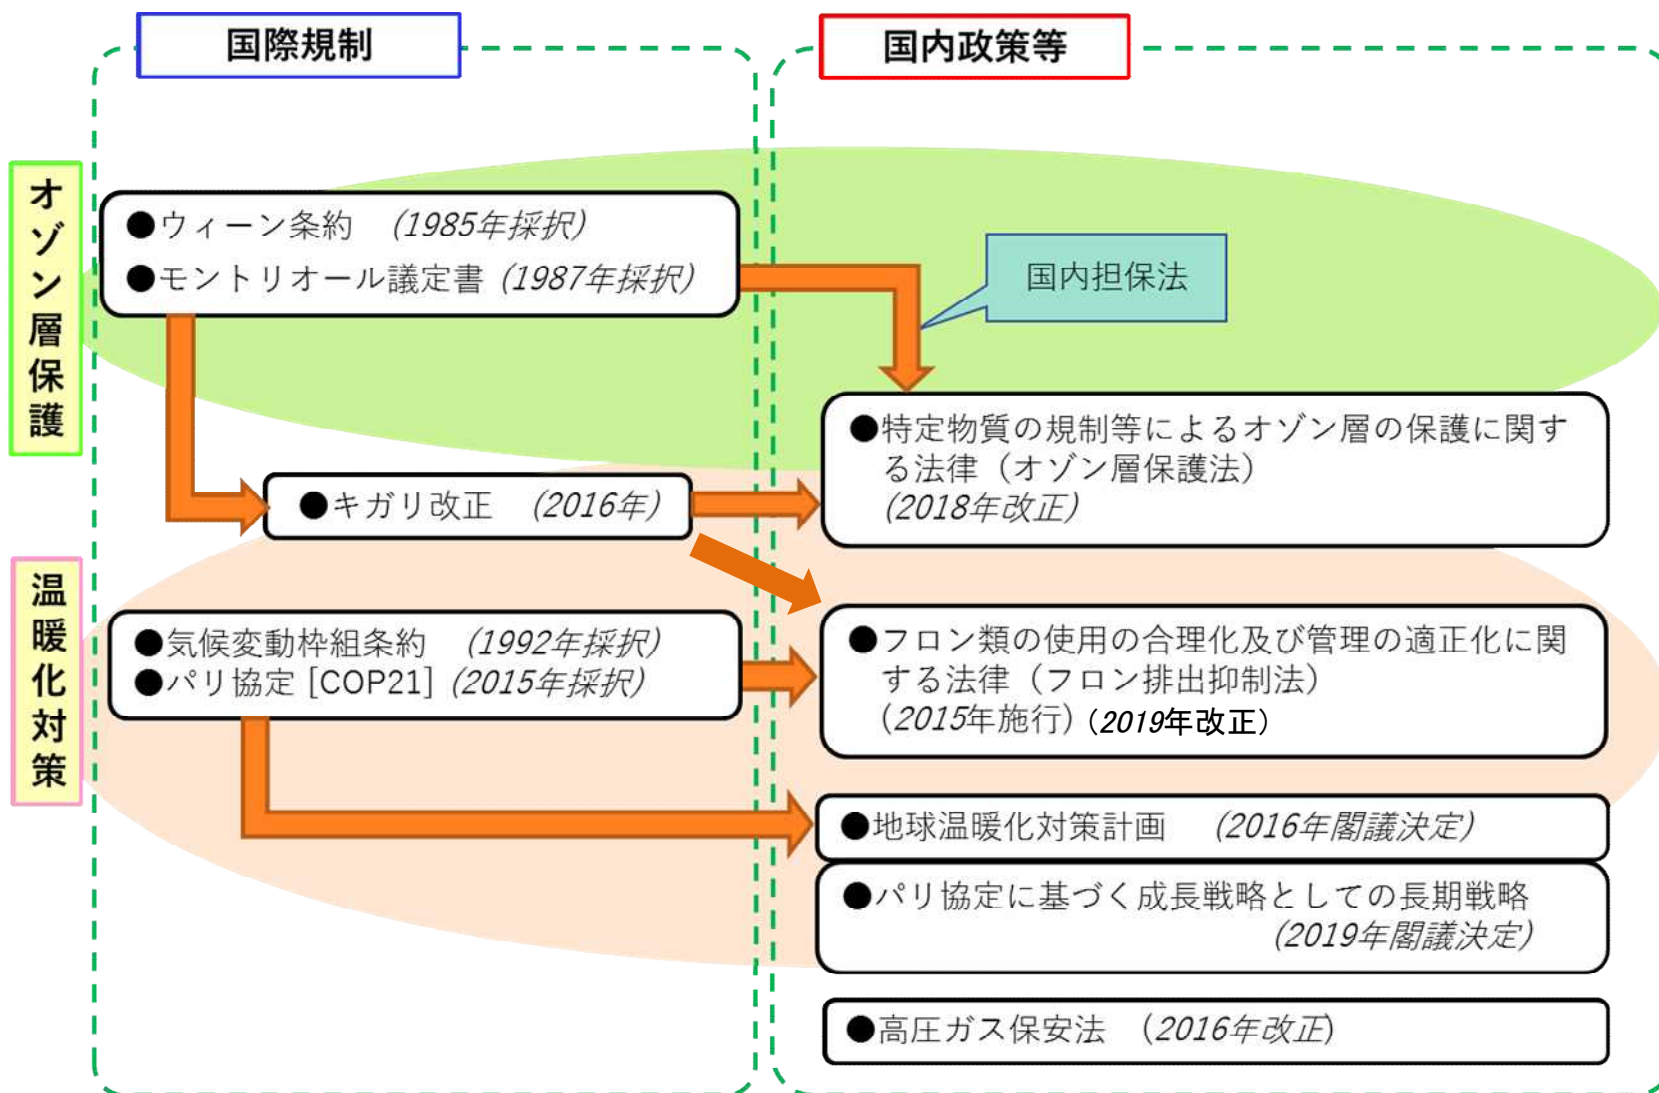 国際規制
国内政策等
オゾン層保護
●ウィーン条約 (1985年採択)
●モントリオール議定書 (1987年採択)
国内担保法
●特定物質の規制等によるオゾン層の保護に関す
る法律（オゾン層保護法）
(2018年改正)
●キガリ改正 (2016年)
温暖化対策
●気候変動枠組条約 (1992年採択)
●パリ協定 [COP21] (2015年採択)
●フロン類の使用の合理化及び管理の適正化に関
する法律（フロン排出抑制法）
(2015年施行) (2019年改正)
●地球温暖化対策計画 (2016年閣議決定)
●パリ協定に基づく成長戦略としての長期戦略
(2019年閣議決定)
●高圧ガス保安法 (2016年改正)